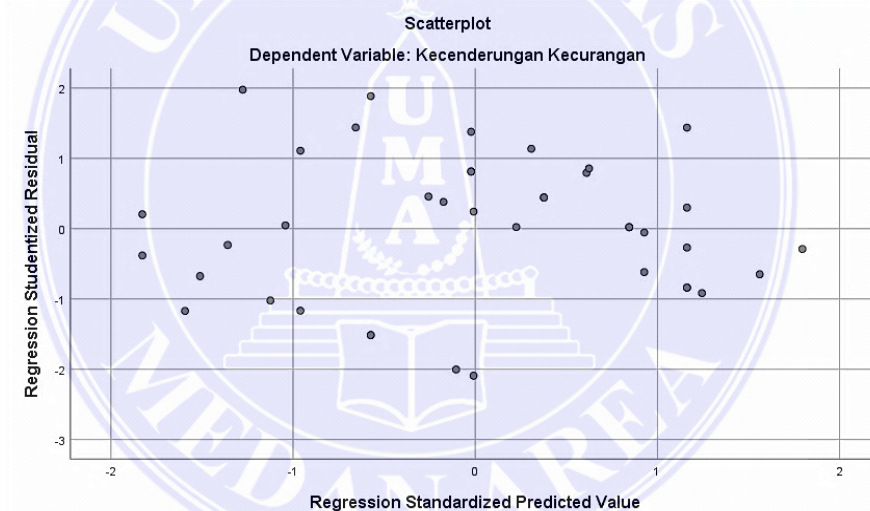 Scatterplot
Dependent Variable: Kecenderungan Kecurangan
Regression Studentized Residual
2
1
0
-1
-2
-3
-2
-1
0
1
2
Regression Standardized Predicted Value
UMA
MEDAN AREA